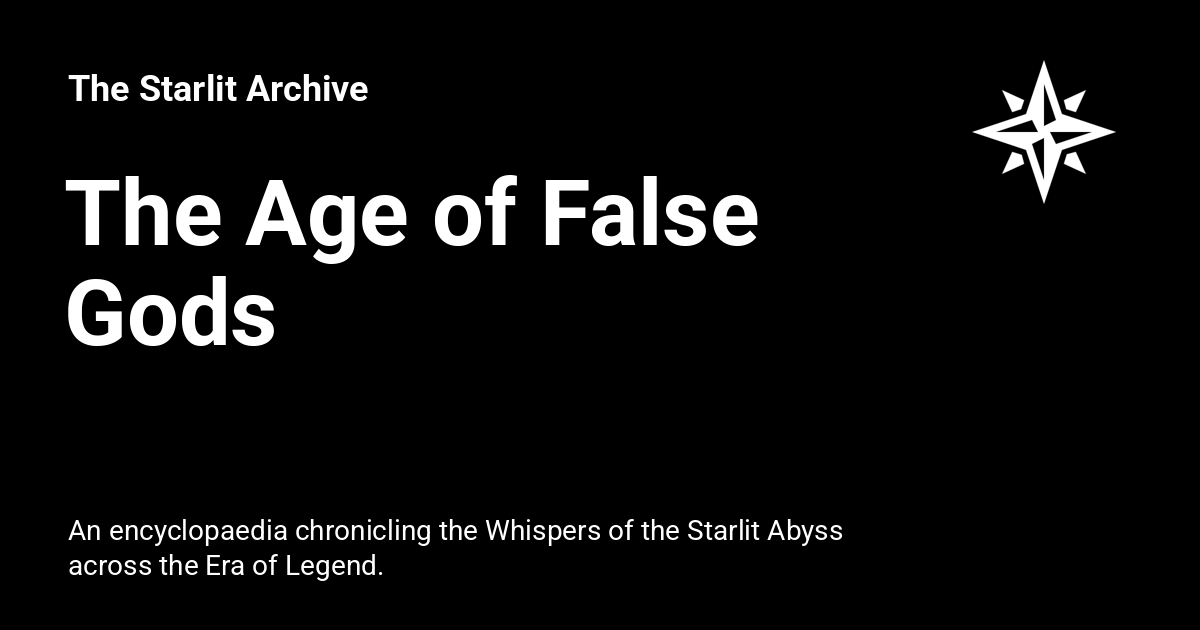 The Starlit Archive
The Age of False
Gods
An encyclopaedia chronicling the Whispers of the Starlit Abyss
across the Era of Legend.